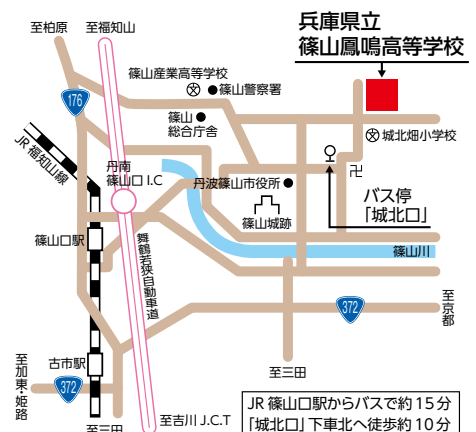 至柏原
至福知山
兵庫県立
篠山鳳鳴高等学校
176
篠山産業高等学校
文
篠山警察署
篠山
総合庁舎
文
城北畑小学校
JR福知山線
丹南
篠山口I.C
丹波篠山市役所
卍
バス停
「城北口」
篠山城跡
篠山口駅
舞鶴若狭自動車道
篠山川
372
至京都
古市駅
372
至加東・姫路
至三田
至三田
至吉川J.C.T
JR篠山口駅からバスで約15分
「城北口」下車北へ徒歩約10分